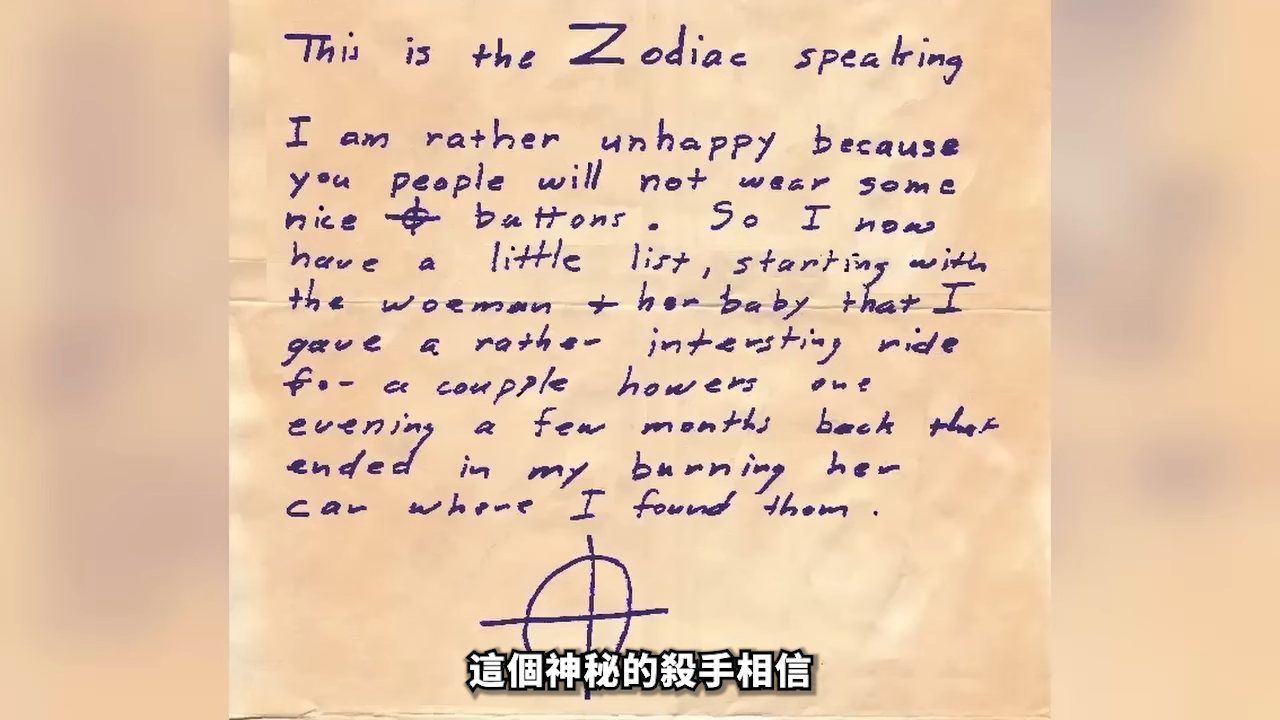 This is the Zodiac speaking
I am rather unhappy because
you people will not wear some
nice ⌖ buttons. So I now
have a little list, starting with
the woeman + her baby that I
gave a rather intersting ride
for a coupple howers one
evening a few months back that
ended in my burning her
car where I found them.
這個神秘的殺手相信